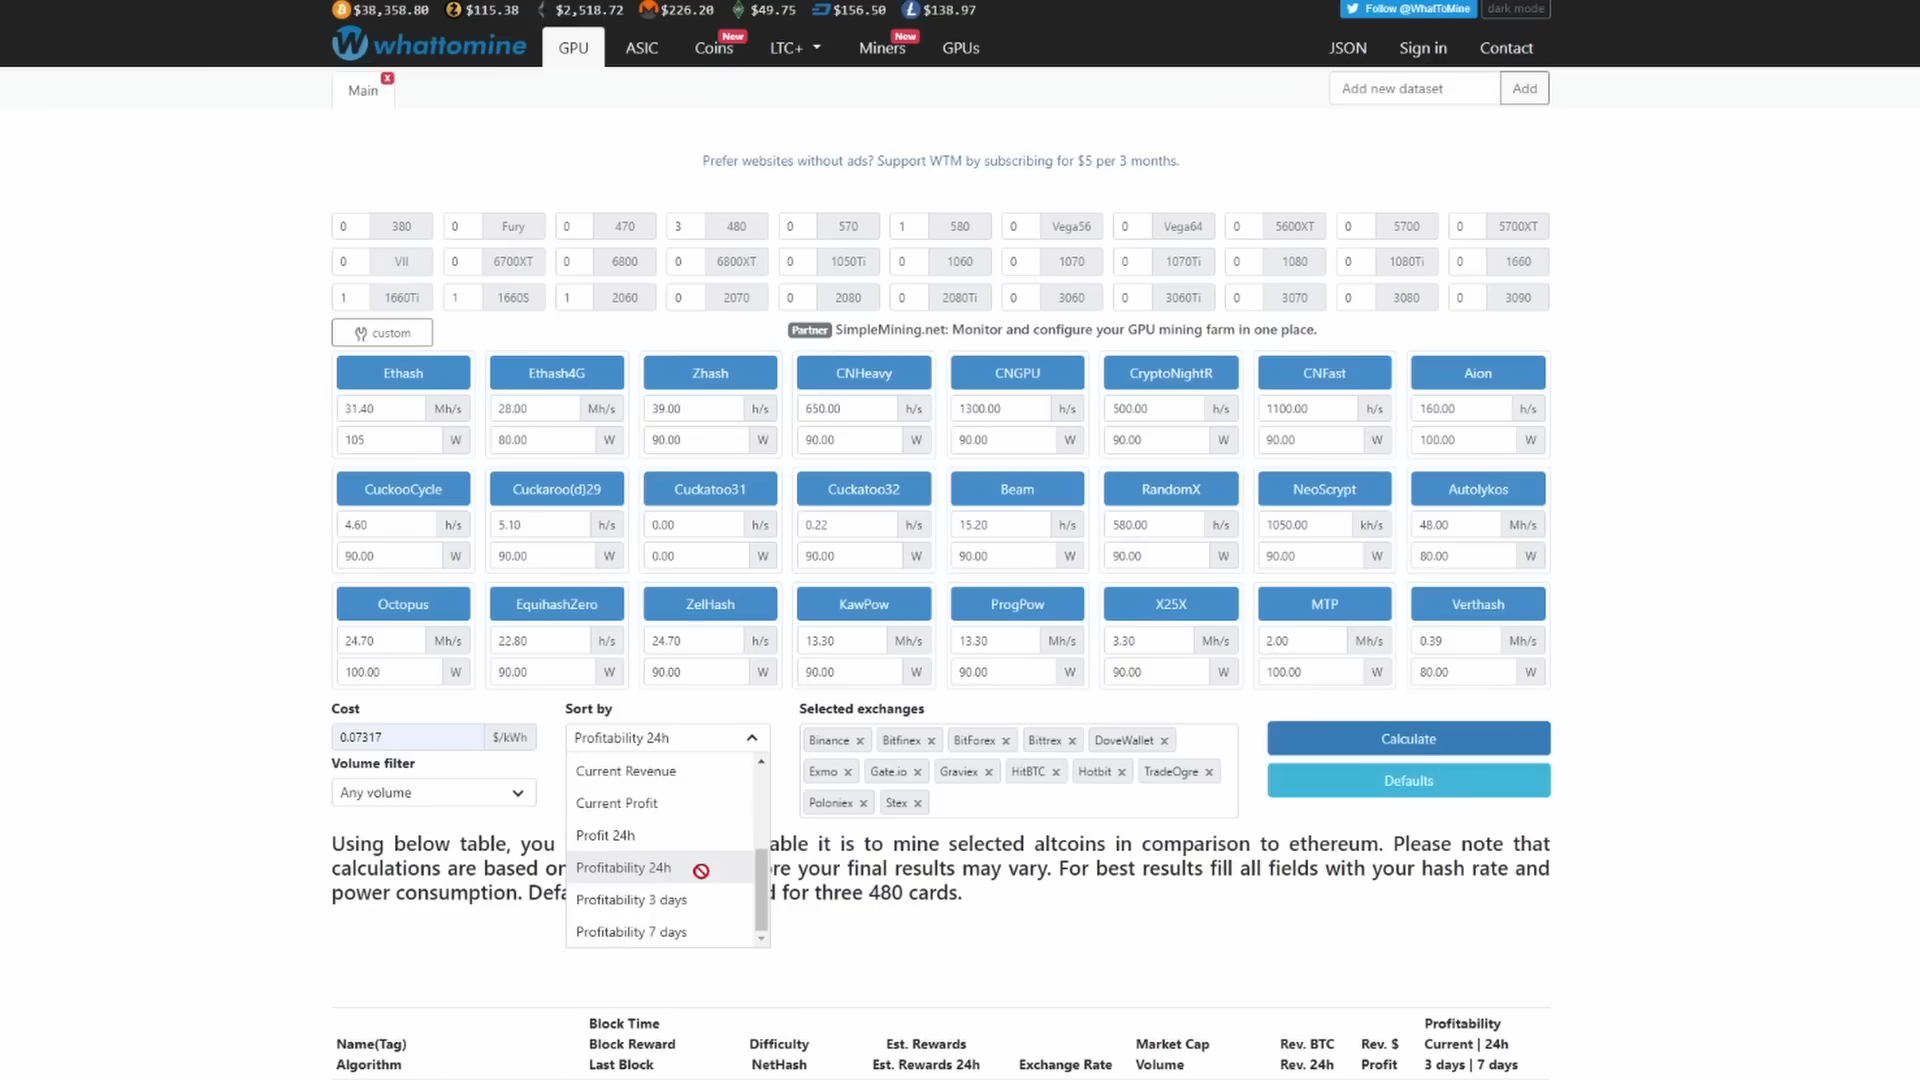 $38,358.80 $115.38 $2,518.72 $226.20 $49.75 $156.50 $138.97 Follow @WhatToMine dark mode
whattomine GPU ASIC Coins New LTC+ Miners New GPUs JSON Sign in Contact
Main x Add new dataset Add
Prefer websites without ads? Support WTM by subscribing for $5 per 3 months.
0 380 0 Fury 0 470 3 480 0 570 1 580 0 Vega56 0 Vega64 0 5600XT 0 5700 0 5700XT
0 VII 0 6700XT 0 6800 0 6800XT 0 1050Ti 0 1060 0 1070 0 1070Ti 0 1080 0 1080Ti 0 1660
1 1660Ti 1 1660S 1 2060 0 2070 0 2080 0 2080Ti 0 3060 0 3060Ti 0 3070 0 3080 0 3090
custom Partner SimpleMining.net: Monitor and configure your GPU mining farm in one place.
Ethash Ethash4G Zhash CNHeavy CNGPU CryptoNightR CNFast Aion
31.40 Mh/s 28.00 Mh/s 39.00 h/s 650.00 h/s 1300.00 h/s 500.00 h/s 1100.00 h/s 160.00 h/s
105 W 80.00 W 90.00 W 90.00 W 90.00 W 90.00 W 90.00 W 100.00 W
CuckooCycle Cuckaroo(d)29 Cuckatoo31 Cuckatoo32 Beam RandomX NeoScrypt Autolykos
4.60 h/s 5.10 h/s 0.00 h/s 0.22 h/s 15.20 h/s 580.00 h/s 1050.00 kh/s 48.00 Mh/s
90.00 W 90.00 W 0.00 W 90.00 W 90.00 W 90.00 W 90.00 W 80.00 W
Octopus EquihashZero ZelHash KawPow ProgPow X25X MTP Verthash
24.70 Mh/s 22.80 h/s 24.70 h/s 13.30 Mh/s 13.30 Mh/s 3.30 Mh/s 2.00 Mh/s 0.39 Mh/s
100.00 W 90.00 W 90.00 W 90.00 W 90.00 W 90.00 W 100.00 W 80.00 W
Cost Sort by Selected exchanges
0.07317 $/kWh Profitability 24h Binance × Bitfinex × BitForex × Bittrex × DoveWallet × Calculate
Volume filter Current Revenue Exmo × Gate.io × Graviex × HitBTC × Hotbit × TradeOgre × Defaults
Any volume Current Profit Poloniex × Stex ×
Profit 24h
Profitability 24h
Profitability 3 days
Profitability 7 days
Using below table, you able it is to mine selected altcoins in comparison to ethereum. Please note that
calculations are based on re your final results may vary. For best results fill all fields with your hash rate and
power consumption. Defa d for three 480 cards.
Block Time Profitability
Name(Tag) Block Reward Difficulty Est. Rewards Market Cap Rev. BTC Rev. $ Current | 24h
Algorithm Last Block NetHash Est. Rewards 24h Exchange Rate Volume Rev. 24h Profit 3 days | 7 days